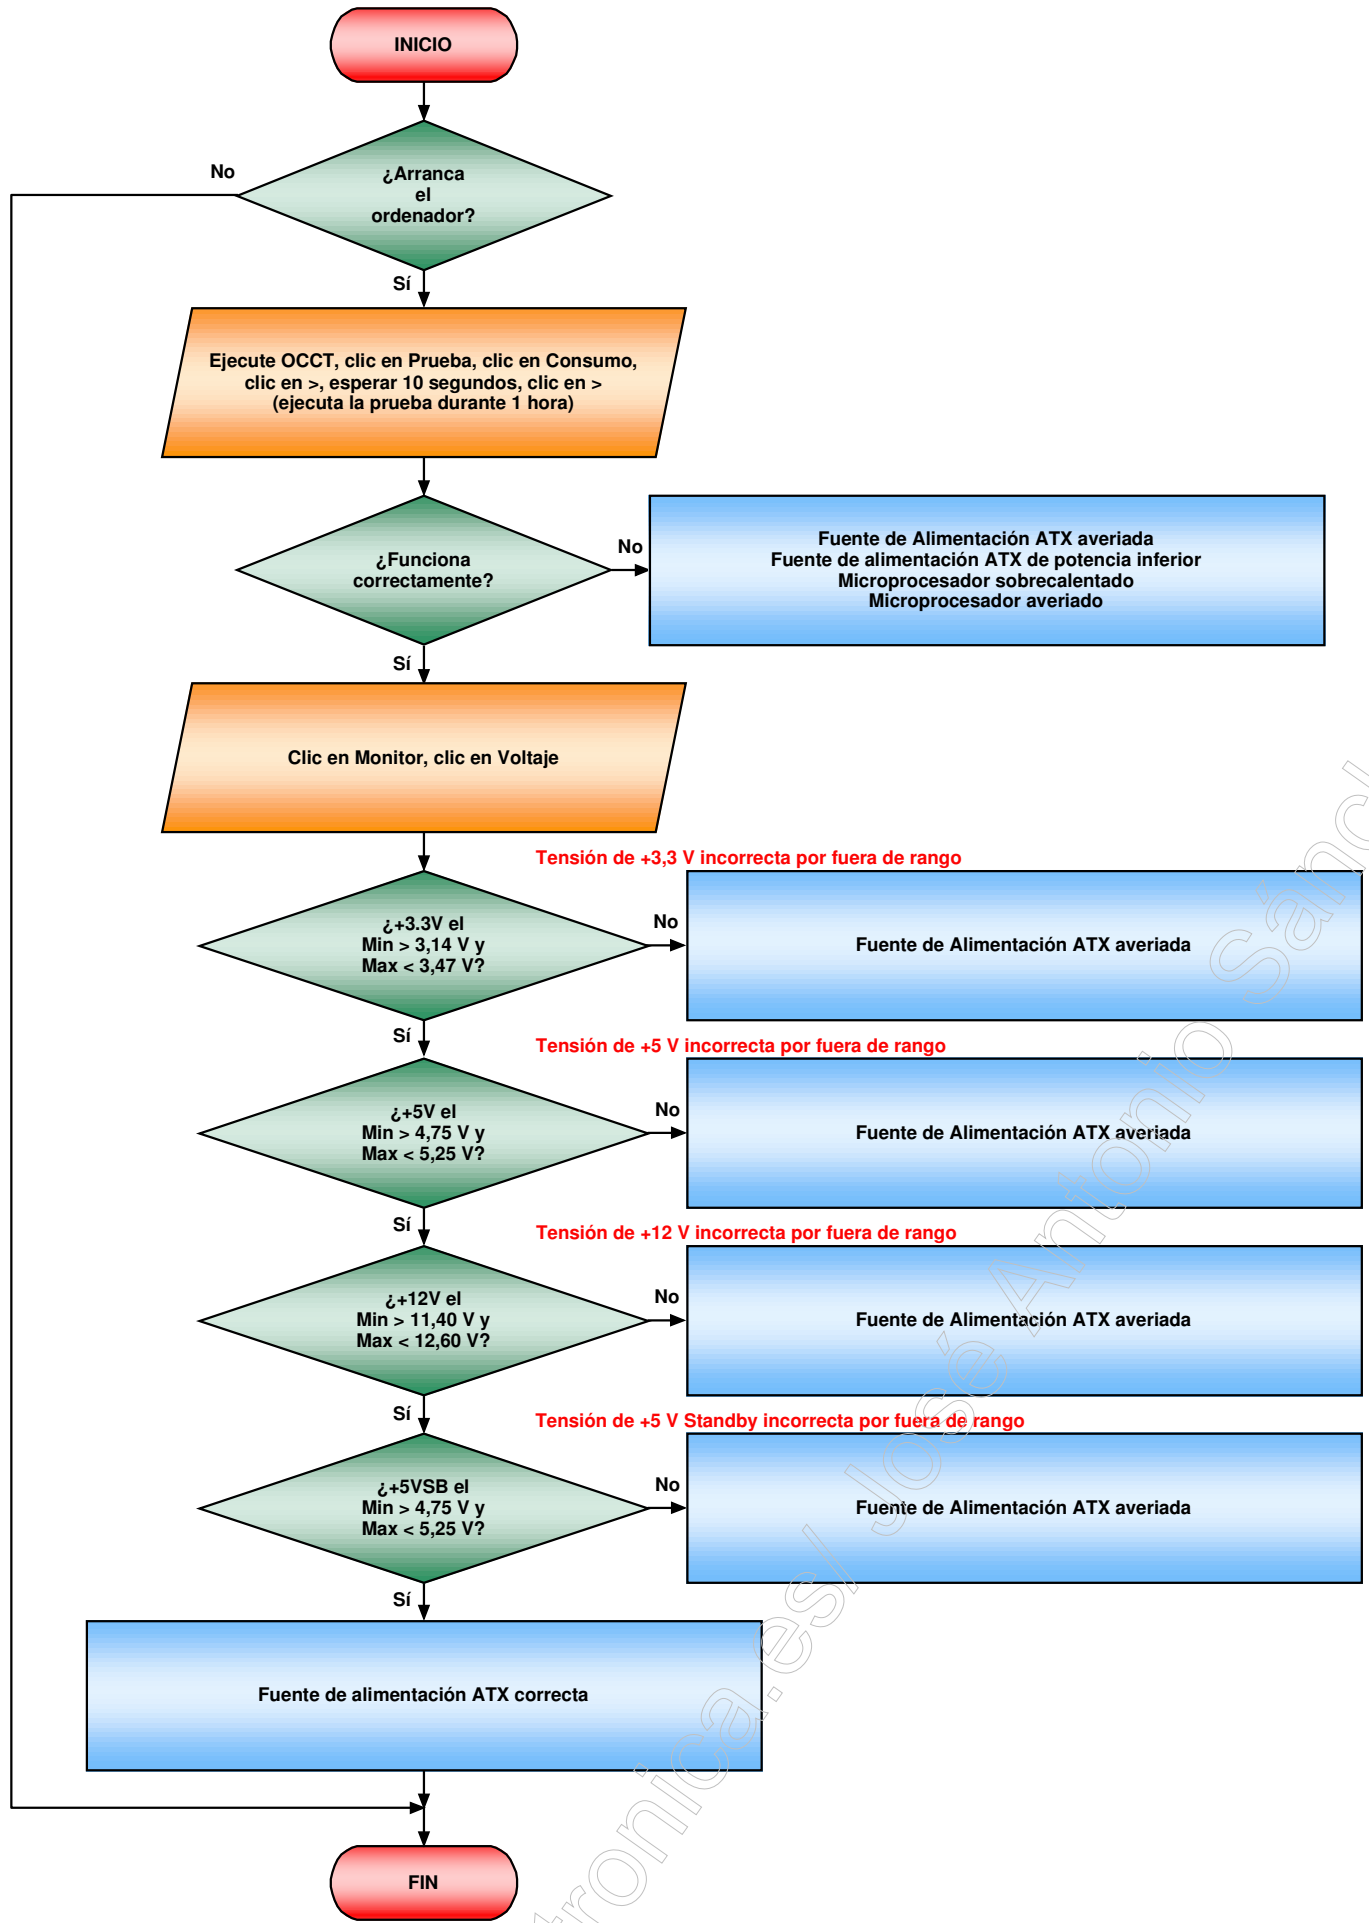 INICIO
No
¿Arranca
el
ordenador?
Sí
Ejecute OCCT, clic en Prueba, clic en Consumo,
clic en >, esperar 10 segundos, clic en >
(ejecuta la prueba durante 1 hora)
¿Funciona
correctamente?
No
Fuente de Alimentación ATX averiada
Fuente de alimentación ATX de potencia inferior
Microprocesador sobrecalentado
Microprocesador averiado
Sí
Clic en Monitor, clic en Voltaje
Tensión de +3,3 V incorrecta por fuera de rango
¿+3.3V el
Min > 3,14 V y
Max < 3,47 V?
No
Fuente de Alimentación ATX averiada
Sí
Tensión de +5 V incorrecta por fuera de rango
¿+5V el
Min > 4,75 V y
Max < 5,25 V?
No
Fuente de Alimentación ATX averiada
Sí
Tensión de +12 V incorrecta por fuera de rango
¿+12V el
Min > 11,40 V y
Max < 12,60 V?
No
Fuente de Alimentación ATX averiada
Sí
Tensión de +5 V Standby incorrecta por fuera de rango
¿+5VSB el
Min > 4,75 V y
Max < 5,25 V?
No
Fuente de Alimentación ATX averiada
Sí
Fuente de alimentación ATX correcta
FIN
tronica.es/ José Antonio Sánc